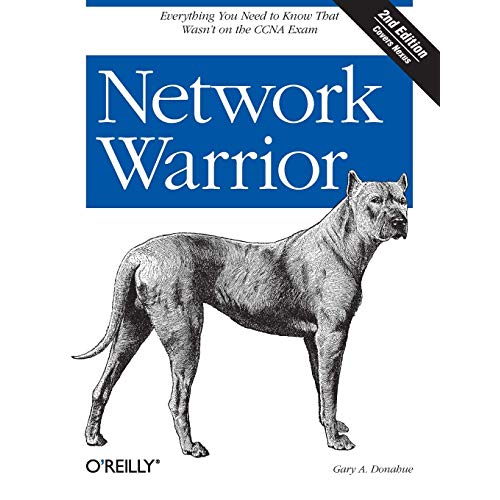 Everything You Need to Know That
Wasn't on the CCNA Exam
2nd Edition
Covers Nexus
Network
Warrior
O'REILLY®
Gary A. Donahue